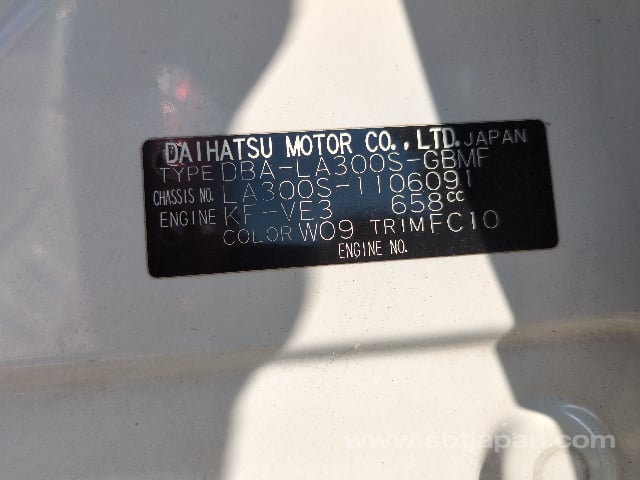 DAIHATSU MOTOR CO., LTD. JAPAN
TYPE DBA-LA300S-GBMF
CHASSIS NO. LA300S-1106091
ENGINE KF-VE3 658cc
COLOR W09 TRIM FC10
ENGINE NO.
www.sbtjapan.com